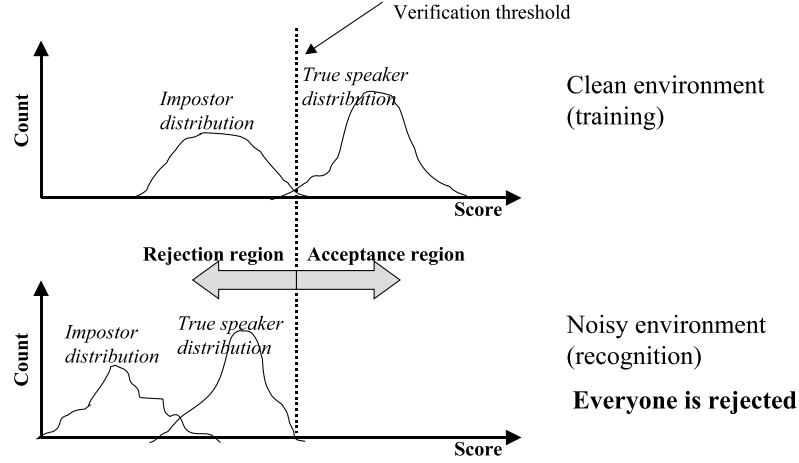 Verification threshold
True speaker
distribution
Impostor
distribution
Clean environment
(training)
Count
Score
Rejection region
Acceptance region
Impostor
distribution
True speaker
distribution
Noisy environment
(recognition)
Everyone is rejected
Count
Score